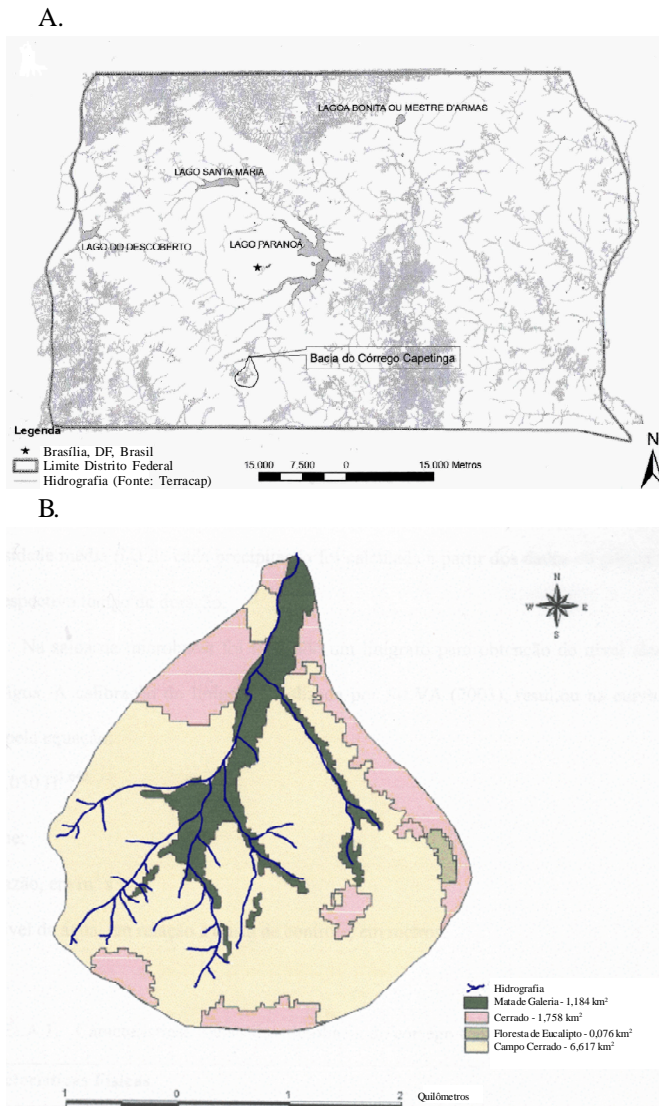 A.
LAGOA BONITA OU MESTRE D'ARMAS
LAGO SANTA MARIA
LAGO PARANOÁ
LAGO DO DESCOBERTO
Bacia do Córrego Capetinga
Legenda
Brasília, DF, Brasil
Limite Distrito Federal
Hidrografia (Fonte: Terracap)
15.000 7.500 0 15.000 Metros
N
B.
N
W E
S
Hidrografia
Mata de Galeria - 1,184 km²
Cerrado - 1,758 km²
Floresta de Eucalipto - 0,076 km²
Campo Cerrado - 6,617 km²
1 0 1 2 Quilômetros